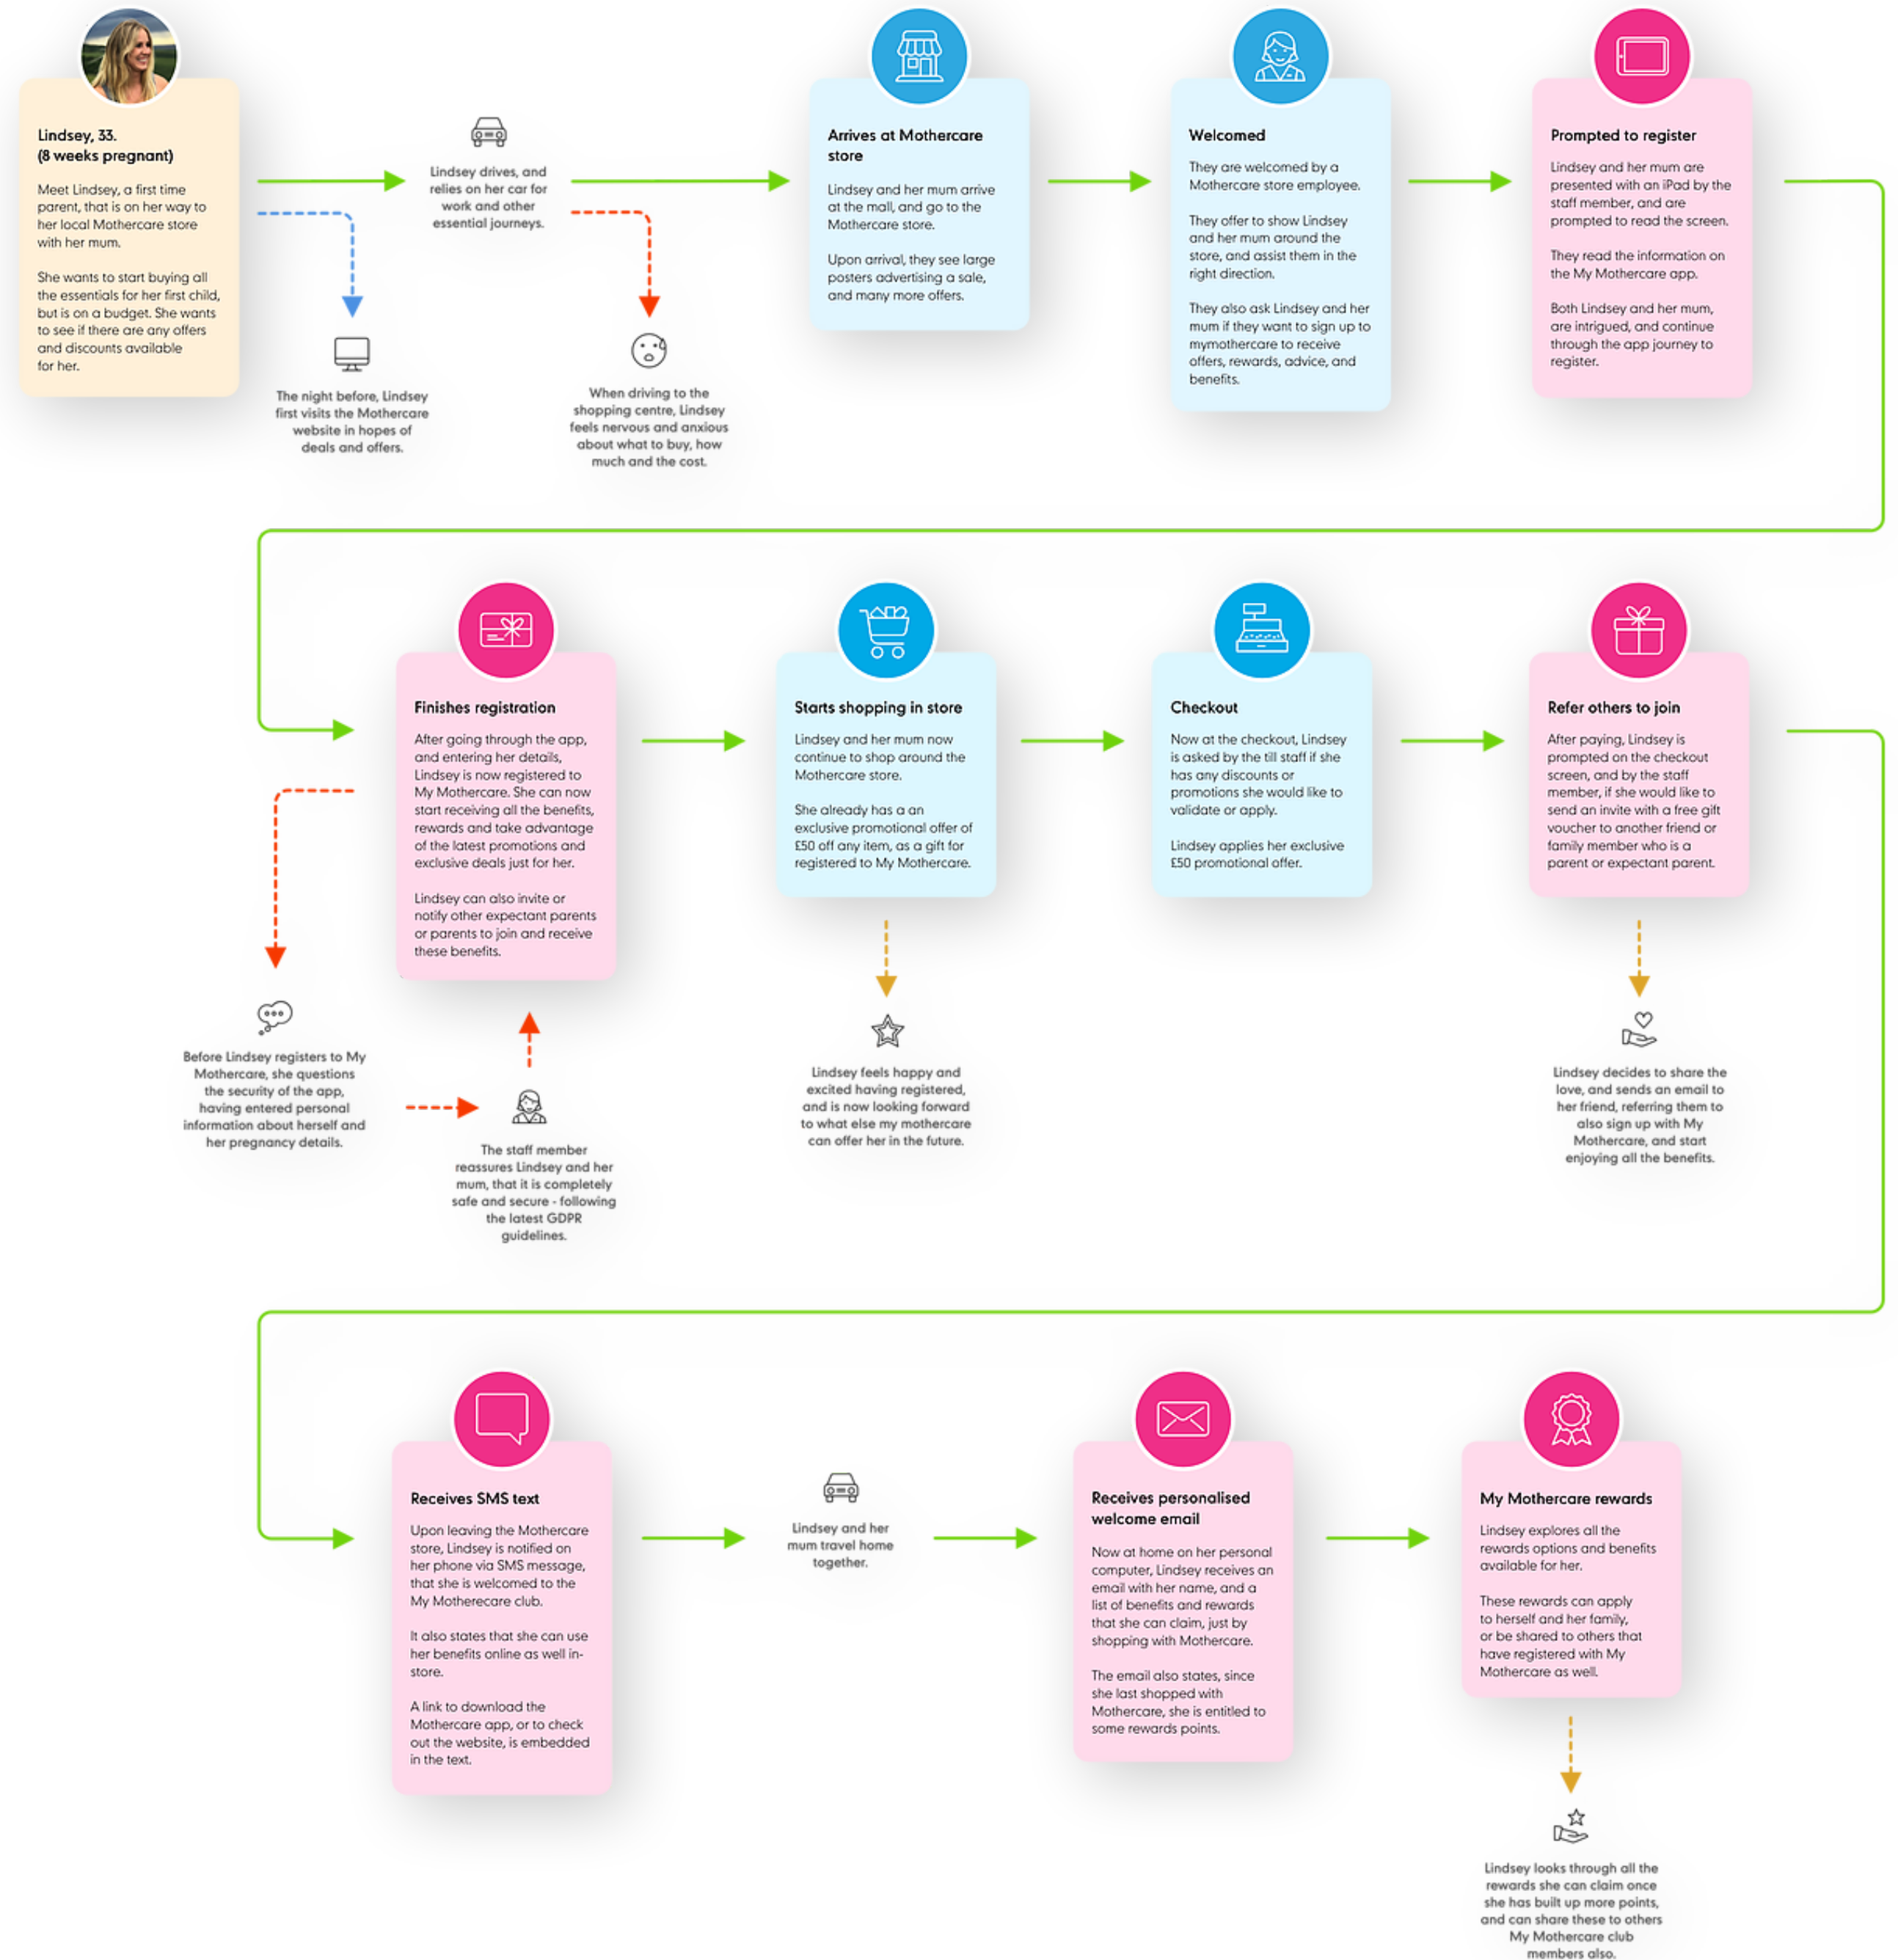 Lindsey, 33.
(8 weeks pregnant)
Meet Lindsey, a first time
parent, that is on her way to
her local Mothercare store
with her mum.
She wants to start buying all
the essentials for her first child,
but is on a budget. She wants
to see if there are any offers
and discounts available
for her.
Lindsey drives, and
relies on her car for
work and other
essential journeys.
The night before, Lindsey
first visits the Mothercare
website in hopes of
deals and offers.
When driving to the
shopping centre, Lindsey
feels nervous and anxious
about what to buy, how
much and the cost.
Arrives at Mothercare
store
Lindsey and her mum arrive
at the mall, and go to the
Mothercare store.
Upon arrival, they see large
posters advertising a sale,
and many more offers.
Welcomed
They are welcomed by a
Mothercare store employee.
They offer to show Lindsey
and her mum around the
store, and assist them in the
right direction.
They also ask Lindsey and her
mum if they want to sign up to
mymothercare to receive
offers, rewards, advice, and
benefits.
Prompted to register
Lindsey and her mum are
presented with an iPad by the
staff member, and are
prompted to read the screen.
They read the information on
the My Mothercare app.
Both Lindsey and her mum,
are intrigued, and continue
through the app journey to
register.
Finishes registration
After going through the app,
and entering her details,
Lindsey is now registered to
My Mothercare. She can now
start receiving all the benefits,
rewards and take advantage
of the latest promotions and
exclusive deals just for her.
Lindsey can also invite or
notify other expectant parents
or parents to join and receive
these benefits.
Before Lindsey registers to My
Mothercare, she questions
the security of the app,
having entered personal
information about herself and
her pregnancy details.
The staff member
reassures Lindsey and her
mum, that it is completely
safe and secure - following
the latest GDPR
guidelines.
Starts shopping in store
Lindsey and her mum now
continue to shop around the
Mothercare store.
She already has a an
exclusive promotional offer of
£50 off any item, as a gift for
registered to My Mothercare.
Lindsey feels happy and
excited having registered,
and is now looking forward
to what else my mothercare
can offer her in the future.
Checkout
Now at the checkout, Lindsey
is asked by the till staff if she
has any discounts or
promotions she would like to
validate or apply.
Lindsey applies her exclusive
£50 promotional offer.
Refer others to join
After paying, Lindsey is
prompted on the checkout
screen, and by the staff
member, if she would like to
send an invite with a free gift
voucher to another friend or
family member who is a
parent or expectant parent.
Lindsey decides to share the
love, and sends an email to
her friend, referring them to
also sign up with My
Mothercare, and start
enjoying all the benefits.
Receives SMS text
Upon leaving the Mothercare
store, Lindsey is notified on
her phone via SMS message,
that she is welcomed to the
My Motherecare club.
It also states that she can use
her benefits online as well in-
store.
A link to download the
Mothercare app, or to check
out the website, is embedded
in the text.
Lindsey and her
mum travel home
together.
Receives personalised
welcome email
Now at home on her personal
computer, Lindsey receives an
email with her name, and a
list of benefits and rewards
that she can claim, just by
shopping with Mothercare.
The email also states, since
she last shopped with
Mothercare, she is entitled to
some rewards points.
My Mothercare rewards
Lindsey explores all the
rewards options and benefits
available for her.
These rewards can apply
to herself and her family,
or be shared to others that
have registered with My
Mothercare as well.
Lindsey looks through all the
rewards she can claim once
she has built up more points,
and can share these to others
My Mothercare club
members also.